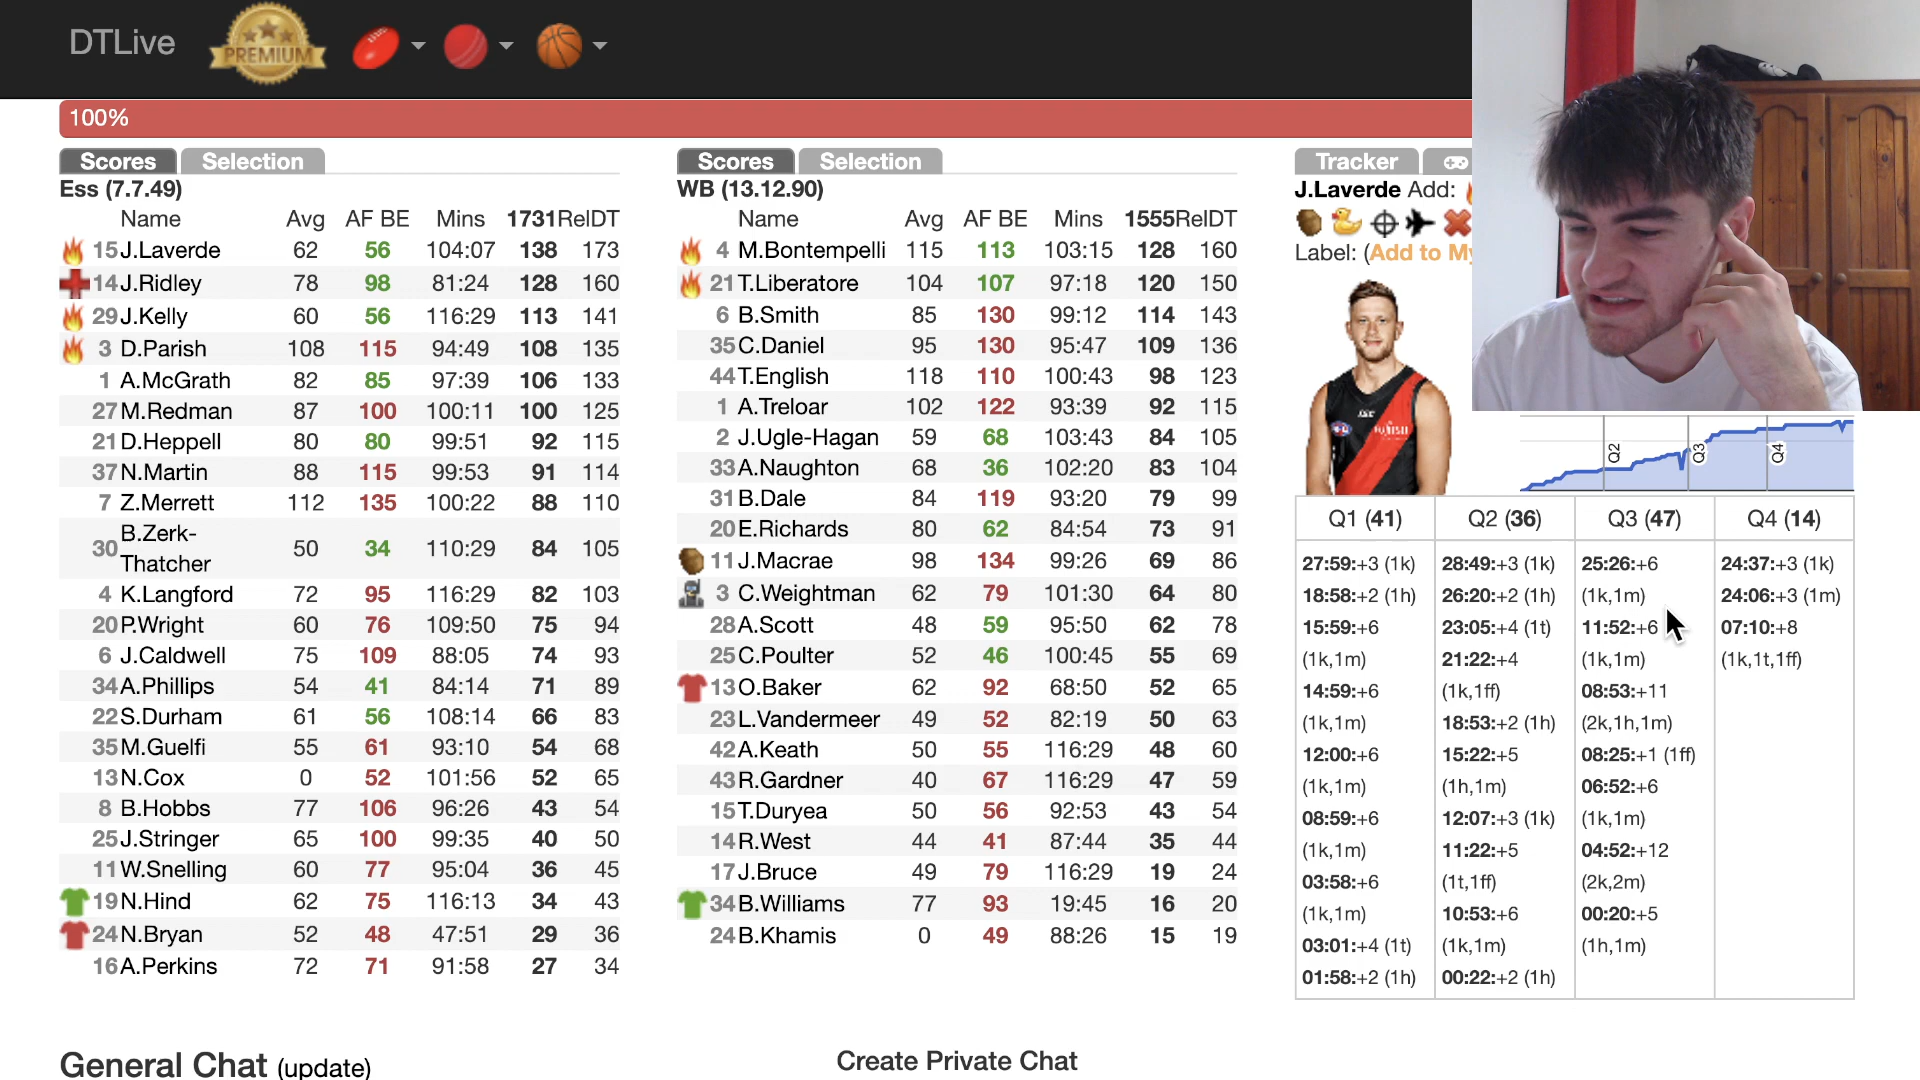 DTLive
PREMIUM
100%
Scores Selection
Ess (7.7.49)
Name Avg AF BE Mins 1731 RelDT
15 J.Laverde 62 56 104:07 138 173
14 J.Ridley 78 98 81:24 128 160
29 J.Kelly 60 56 116:29 113 141
3 D.Parish 108 115 94:49 108 135
1 A.McGrath 82 85 97:39 106 133
27 M.Redman 87 100 100:11 100 125
21 D.Heppell 80 80 99:51 92 115
37 N.Martin 88 115 99:53 91 114
7 Z.Merrett 112 135 100:22 88 110
30 B.Zerk-
Thatcher 50 34 110:29 84 105
4 K.Langford 72 95 116:29 82 103
20 P.Wright 60 76 109:50 75 94
6 J.Caldwell 75 109 88:05 74 93
34 A.Phillips 54 41 84:14 71 89
22 S.Durham 61 56 108:14 66 83
35 M.Guelfi 55 61 93:10 54 68
13 N.Cox 0 52 101:56 52 65
8 B.Hobbs 77 106 96:26 43 54
25 J.Stringer 65 100 99:35 40 50
11 W.Snelling 60 77 95:04 36 45
19 N.Hind 62 75 116:13 34 43
24 N.Bryan 52 48 47:51 29 36
16 A.Perkins 72 71 91:58 27 34
Scores Selection
WB (13.12.90)
Name Avg AF BE Mins 1555 RelDT
4 M.Bontempelli 115 113 103:15 128 160
21 T.Liberatore 104 107 97:18 120 150
6 B.Smith 85 130 99:12 114 143
35 C.Daniel 95 130 95:47 109 136
44 T.English 118 110 100:43 98 123
1 A.Treloar 102 122 93:39 92 115
2 J.Ugle-Hagan 59 68 103:43 84 105
33 A.Naughton 68 36 102:20 83 104
31 B.Dale 84 119 93:20 79 99
20 E.Richards 80 62 84:54 73 91
11 J.Macrae 98 134 99:26 69 86
3 C.Weightman 62 79 101:30 64 80
28 A.Scott 48 59 95:50 62 78
25 C.Poulter 52 46 100:45 55 69
13 O.Baker 62 92 68:50 52 65
23 L.Vandermeer 49 52 82:19 50 63
42 A.Keath 50 55 116:29 48 60
43 R.Gardner 40 67 116:29 47 59
15 T.Duryea 50 56 92:53 43 54
14 R.West 44 41 87:44 35 44
17 J.Bruce 49 79 116:29 19 24
34 B.Williams 77 93 19:45 16 20
24 B.Khamis 0 49 88:26 15 19
Tracker
J.Laverde Add:
Label: (Add to My
Q2 Q3 Q4
Q1 (41) Q2 (36) Q3 (47) Q4 (14)
27:59:+3 (1k) 28:49:+3 (1k) 25:26:+6 24:37:+3 (1k)
18:58:+2 (1h) 26:20:+2 (1h) (1k,1m) 24:06:+3 (1m)
15:59:+6 23:05:+4 (1t) 11:52:+6 07:10:+8
(1k,1m) 21:22:+4 (1k,1m) (1k,1t,1ff)
14:59:+6 (1k,1ff) 08:53:+11
(1k,1m) 18:53:+2 (1h) (2k,1h,1m)
12:00:+6 15:22:+5 08:25:+1 (1ff)
(1k,1m) (1h,1m) 06:52:+6
08:59:+6 12:07:+3 (1k) (1k,1m)
(1k,1m) 11:22:+5 04:52:+12
03:58:+6 (1t,1ff) (2k,2m)
(1k,1m) 10:53:+6 00:20:+5
03:01:+4 (1t) (1k,1m) (1h,1m)
01:58:+2 (1h) 00:22:+2 (1h)
General Chat (update)
Create Private Chat